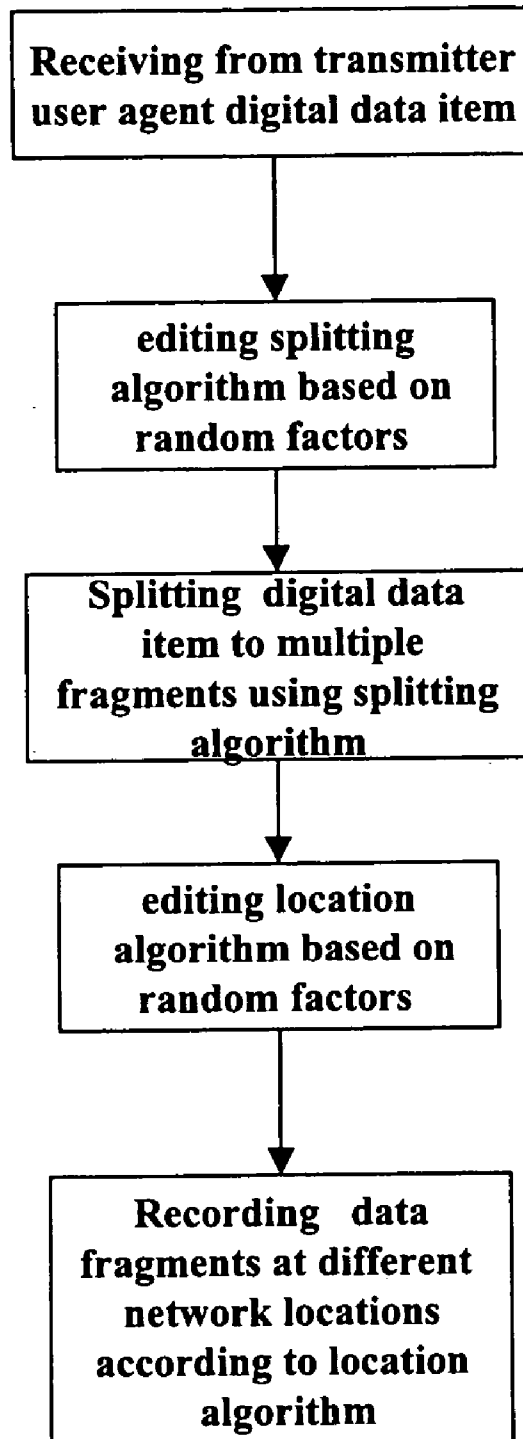 Receiving from transmitter
user agent digital data item
editing splitting
algorithm based on
random factors
Splitting digital data
item to multiple
fragments using splitting
algorithm
editing location
algorithm based on
random factors
Recording data
fragments at different
network locations
according to location
algorithm